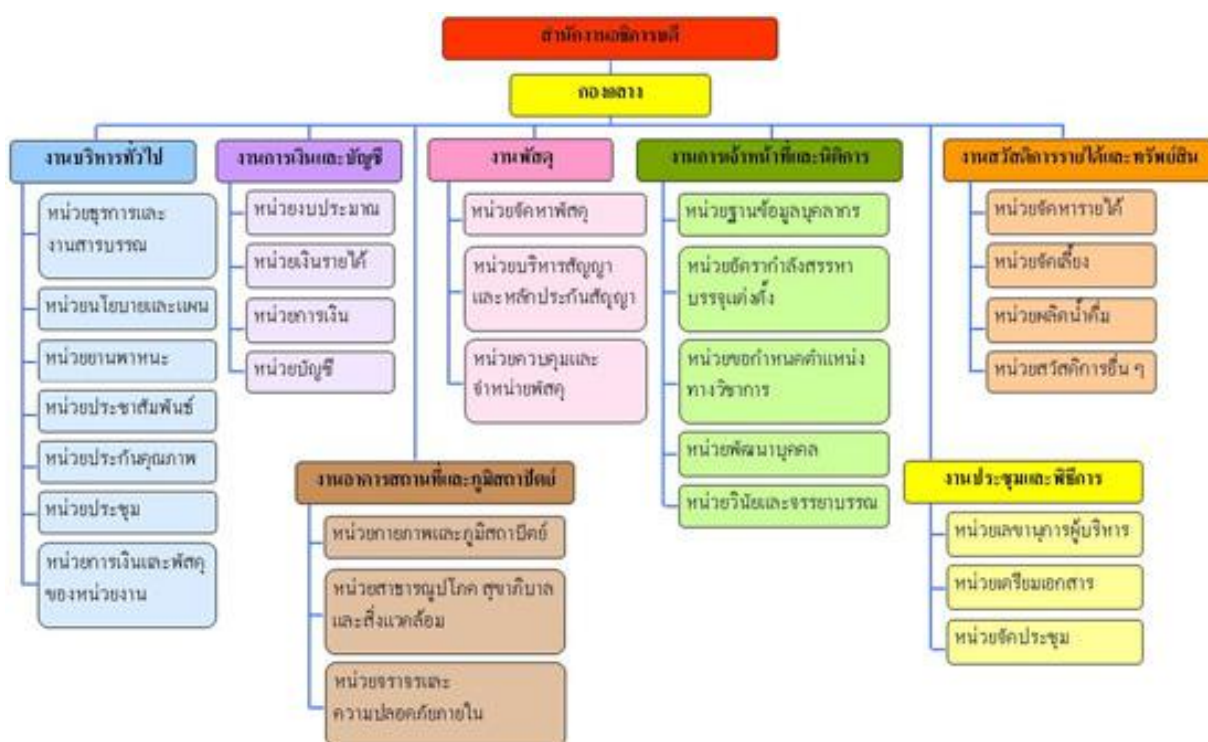 สำนักงานอธิการบดี
กองกลาง
งานบริหารทั่วไป
หน่วยธุรการและ
งานสารบรรณ
หน่วยนโยบายและแผน
หน่วยยานพาหนะ
หน่วยประชาสัมพันธ์
หน่วยประกันคุณภาพ
หน่วยประชุม
หน่วยการเงินและพัสดุ
ของหน่วยงาน
งานการเงินและบัญชี
หน่วยงบประมาณ
หน่วยเงินรายได้
หน่วยการเงิน
หน่วยบัญชี
งานอาคารสถานที่และภูมิสถาปัตย์
หน่วยกายภาพและภูมิสถาปัตย์
หน่วยสาธารณูปโภค สุขาภิบาล
และสิ่งแวดล้อม
หน่วยจราจรและ
ความปลอดภัยภายใน
งานพัสดุ
หน่วยจัดหาพัสดุ
หน่วยบริหารสัญญา
และหลักประกันสัญญา
หน่วยควบคุมและ
จำหน่ายพัสดุ
งานการเจ้าหน้าที่และนิติการ
หน่วยฐานข้อมูลบุคลากร
หน่วยอัตรากำลังสรรหา
บรรจุแต่งตั้ง
หน่วยขอกำหนดตำแหน่ง
ทางวิชาการ
หน่วยพัฒนาบุคคล
หน่วยวินัยและจรรยาบรรณ
งานประชุมและพิธีการ
หน่วยเลขานุการผู้บริหาร
หน่วยเตรียมเอกสาร
หน่วยจัดประชุม
งานสวัสดิการรายได้และทรัพย์สิน
หน่วยจัดหารายได้
หน่วยจัดเลี้ยง
หน่วยผลิตน้ำดื่ม
หน่วยสวัสดิการอื่น ๆ